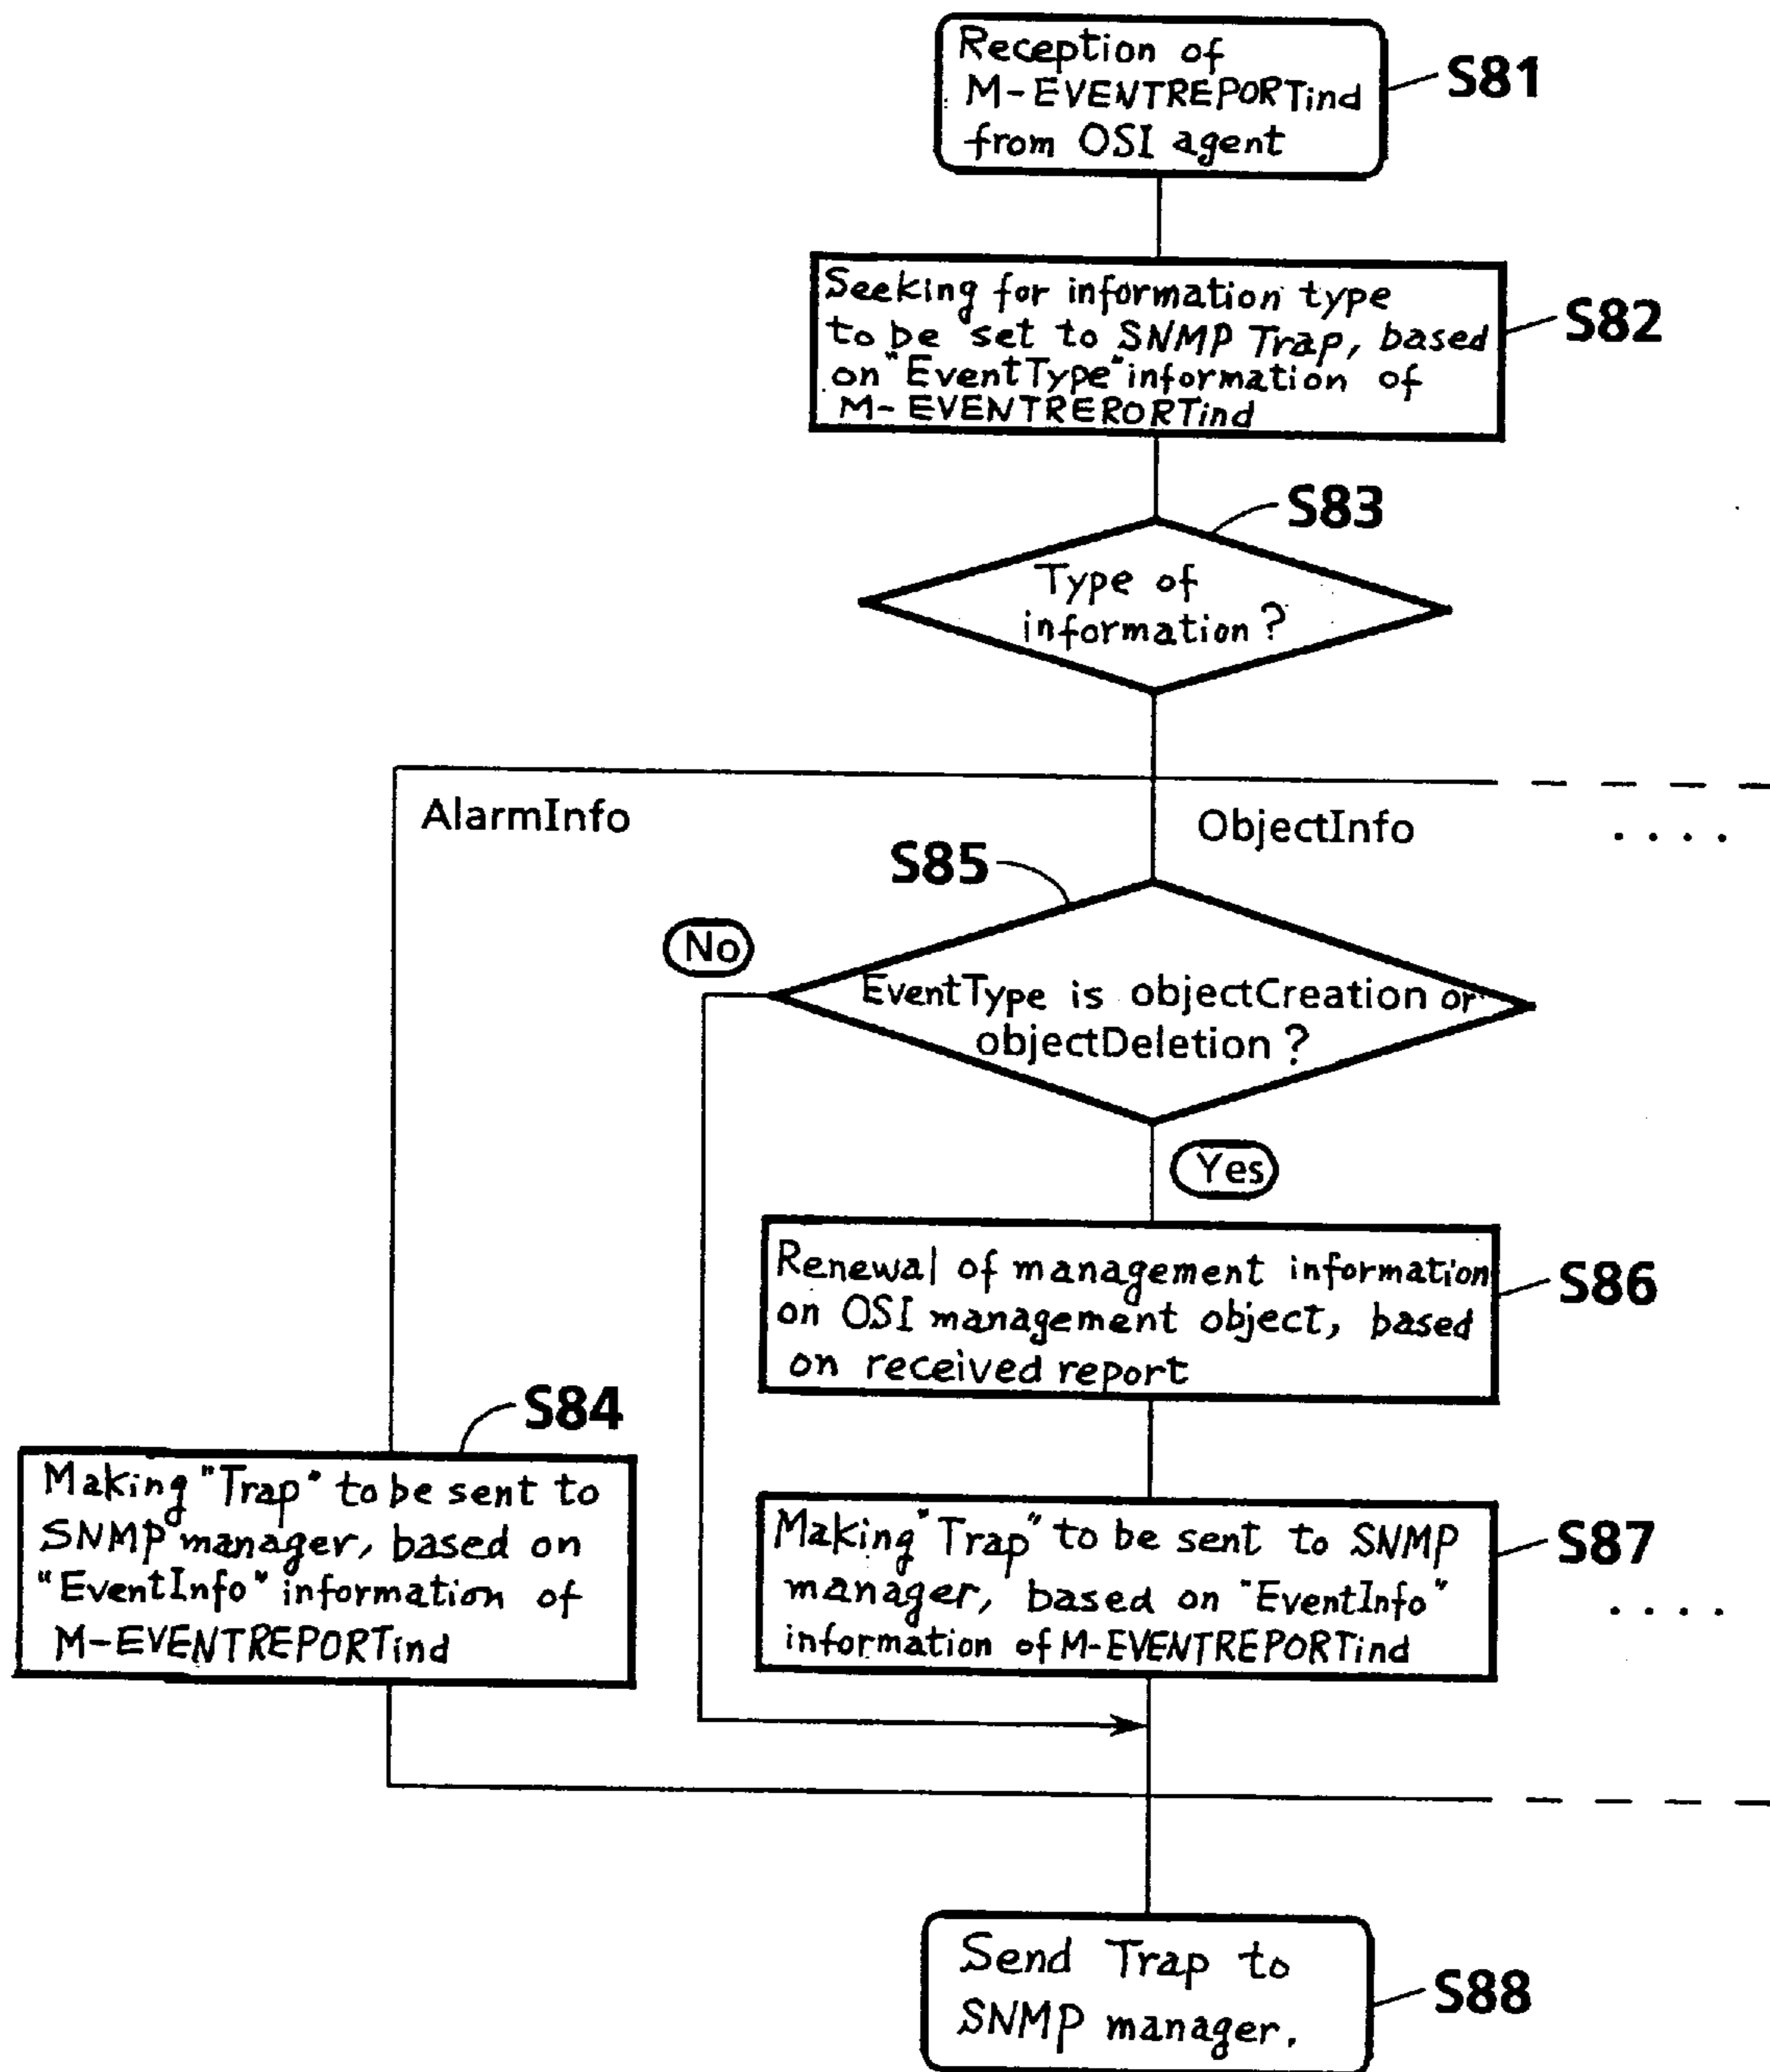 Reception of
M-EVENTREPORTind
from OSI agent
S81
Seeking for information type
to be set to SNMP Trap, based
on "EventType" information of
M-EVENTRERORTind
S82
S83
Type of
information ?
AlarmInfo
ObjectInfo
. . . .
S85
No
EventType is objectCreation or
objectDeletion ?
Yes
Renewal of management information
on OSI management object, based
on received report
S86
S84
Making "Trap" to be sent to
SNMP manager, based on
"EventInfo" information of
M-EVENTREPORTind
Making "Trap" to be sent to SNMP
manager, based on "EventInfo"
information of M-EVENTREPORTind
S87
. . . .
Send Trap to
SNMP manager.
S88